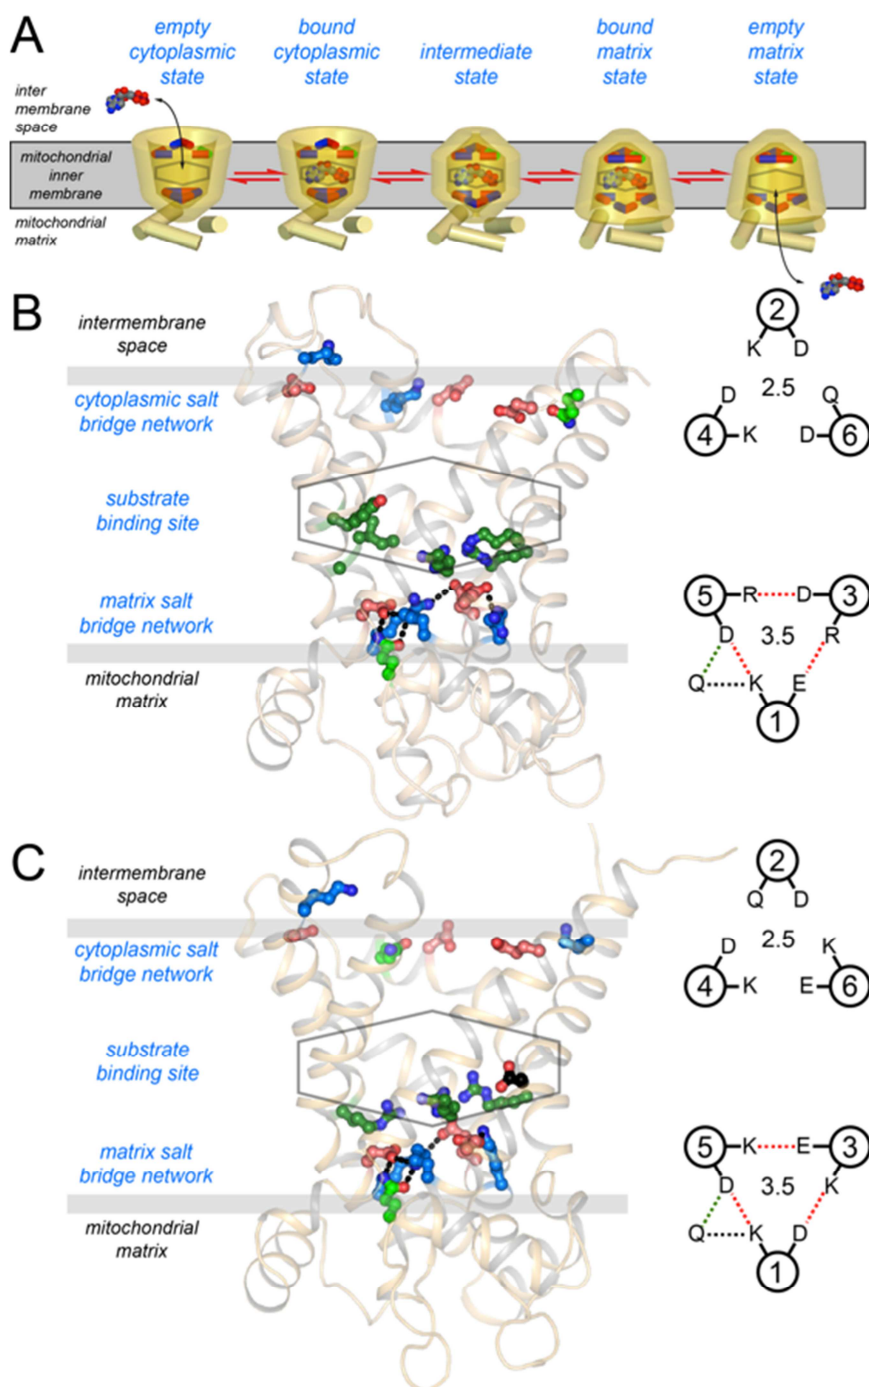 A
empty
cytoplasmic
state
bound
cytoplasmic
state
intermediate
state
bound
matrix
state
empty
matrix
state
inter
membrane
space
mitochondrial
inner
membrane
mitochondrial
matrix
B
intermembrane
space
cytoplasmic salt
bridge network
substrate
binding site
matrix salt
bridge network
mitochondrial
matrix
2
K D
D 2.5 Q
4 K D 6
5 R D 3
D 3.5 R
Q K E
1
C
intermembrane
space
cytoplasmic salt
bridge network
substrate
binding site
matrix salt
bridge network
mitochondrial
matrix
2
Q D
D 2.5 K
4 K E 6
5 K E 3
D 3.5 K
Q K D
1